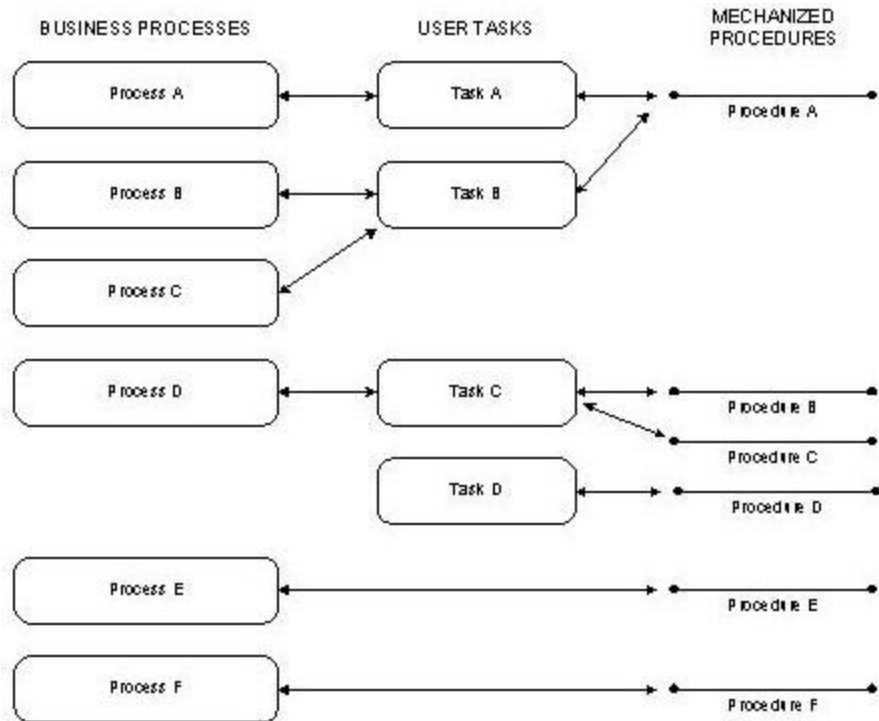 BUSINESS PROCESSES
USER TASKS
MECHANIZED
PROCEDURES
Process A
Task A
Procedure A
Process B
Task B
Process C
Process D
Task C
Procedure B
Procedure C
Task D
Procedure D
Process E
Procedure E
Process F
Procedure F